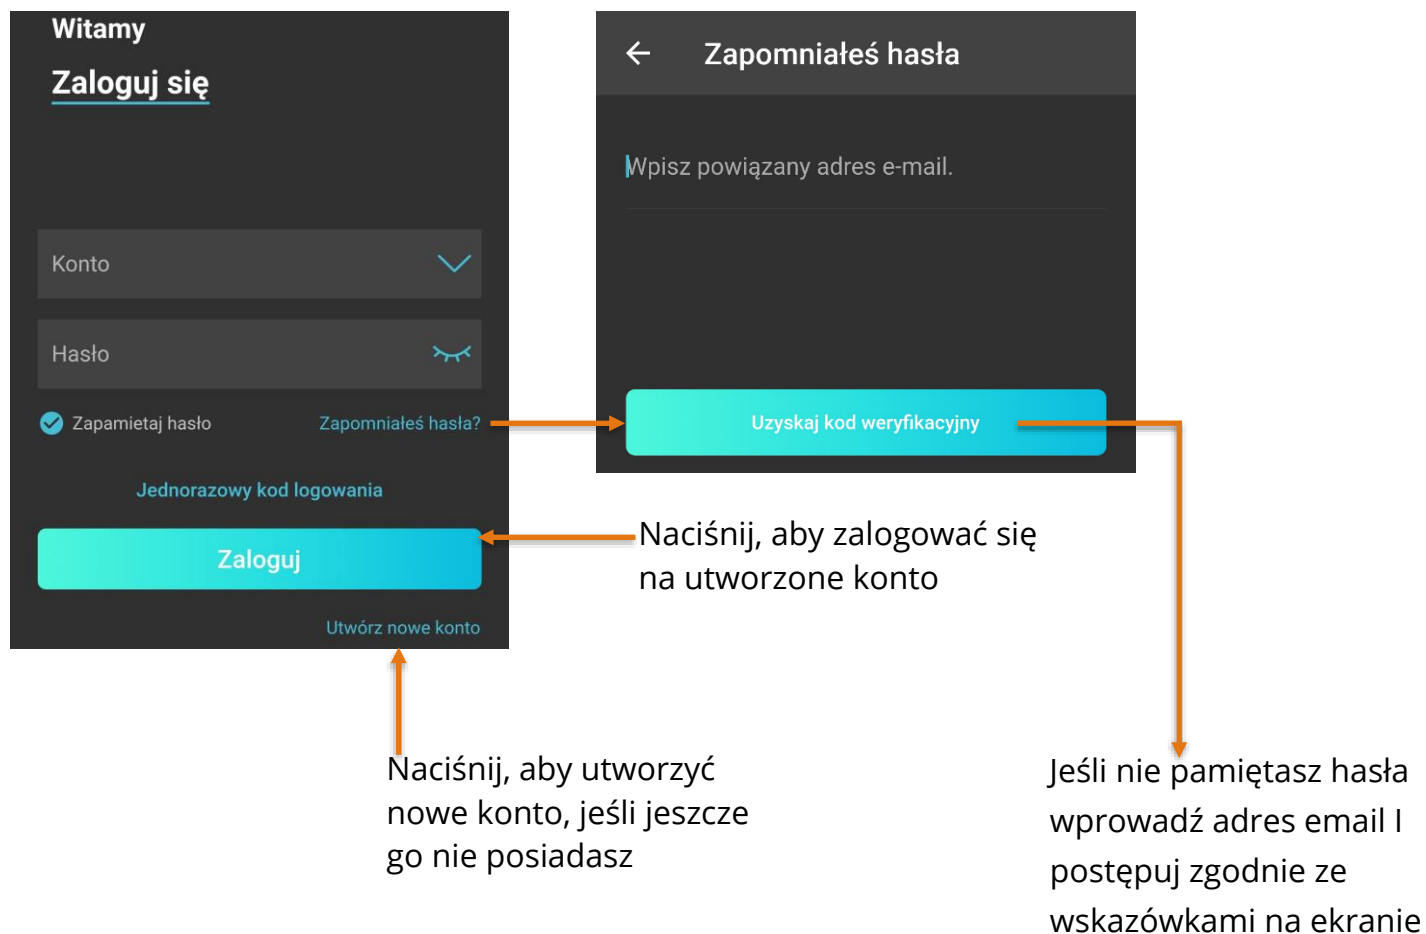 Witamy
Zaloguj się
Konto
Hasło
Zapamietaj hasło
Zapomniałeś hasła?
Jednorazowy kod logowania
Zaloguj
Utwórz nowe konto
Zapomniałeś hasła
Wpisz powiązany adres e-mail.
Uzyskaj kod weryfikacyjny
Naciśnij, aby zalogować się
na utworzone konto
Naciśnij, aby utworzyć
nowe konto, jeśli jeszcze
go nie posiadasz
Jeśli nie pamiętasz hasła
wprowadź adres email I
postępuj zgodnie ze
wskazówkami na ekranie